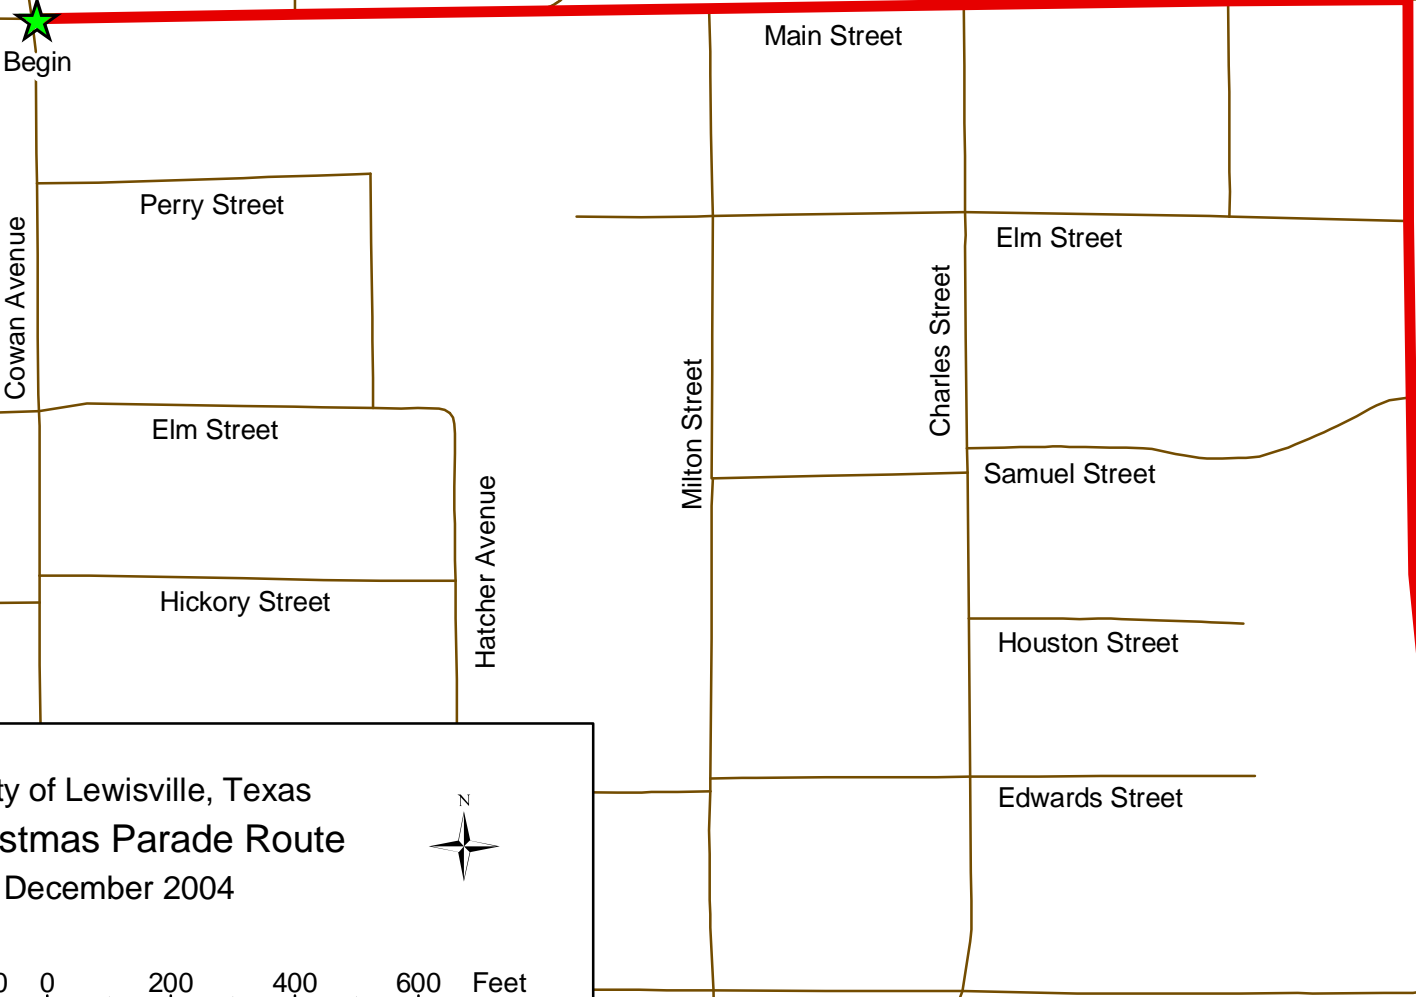 Main Street
Begin
Perry Street
Cowan Avenue
Elm Street
Charles Street
Milton Street
Elm Street
Samuel Street
Hatcher Avenue
Hickory Street
Houston Street
ty of Lewisville, Texas
stmas Parade Route
December 2004
N
Edwards Street
0 0 200 400 600 Feet